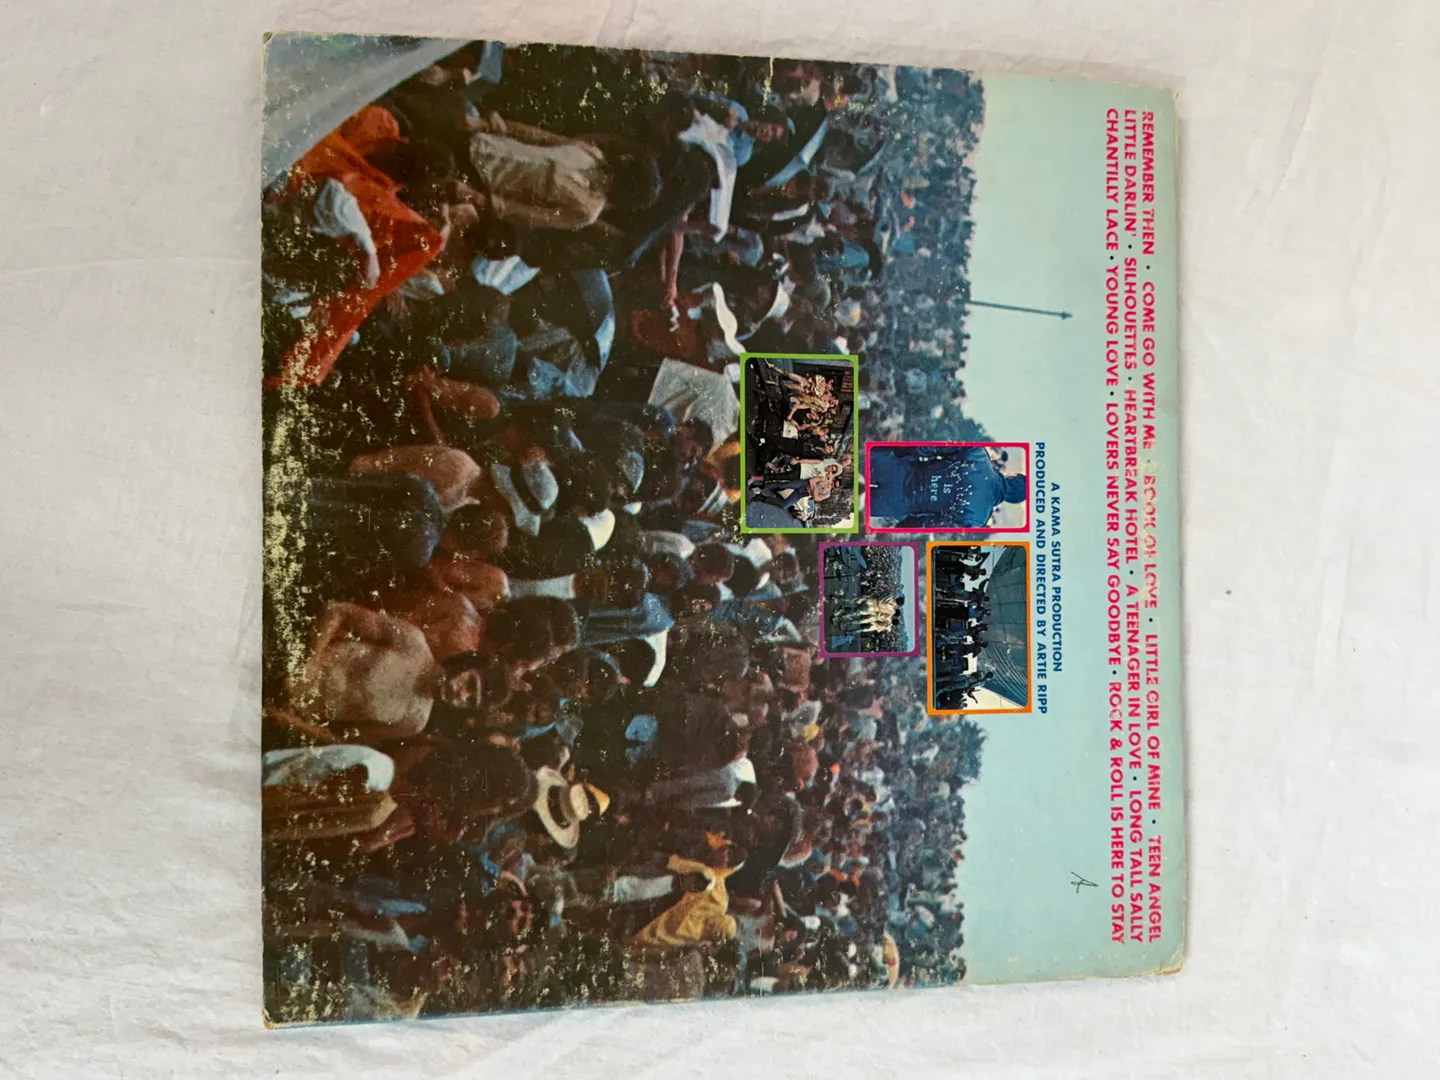 REMEMBER THEN • COME GO WITH ME • BOOK OF LOVE • LITTLE GIRL OF MINE • TEEN ANGEL
LITTLE DARLIN' • SILHOUETTES • HEARTBREAK HOTEL • A TEENAGER IN LOVE • LONG TALL SALLY
CHANTILLY LACE • YOUNG LOVE • LOVERS NEVER SAY GOODBYE • ROCK & ROLL IS HERE TO STAY
A KAMA SUTRA PRODUCTION
PRODUCED AND DIRECTED BY ARTIE RIPP
is
here
A